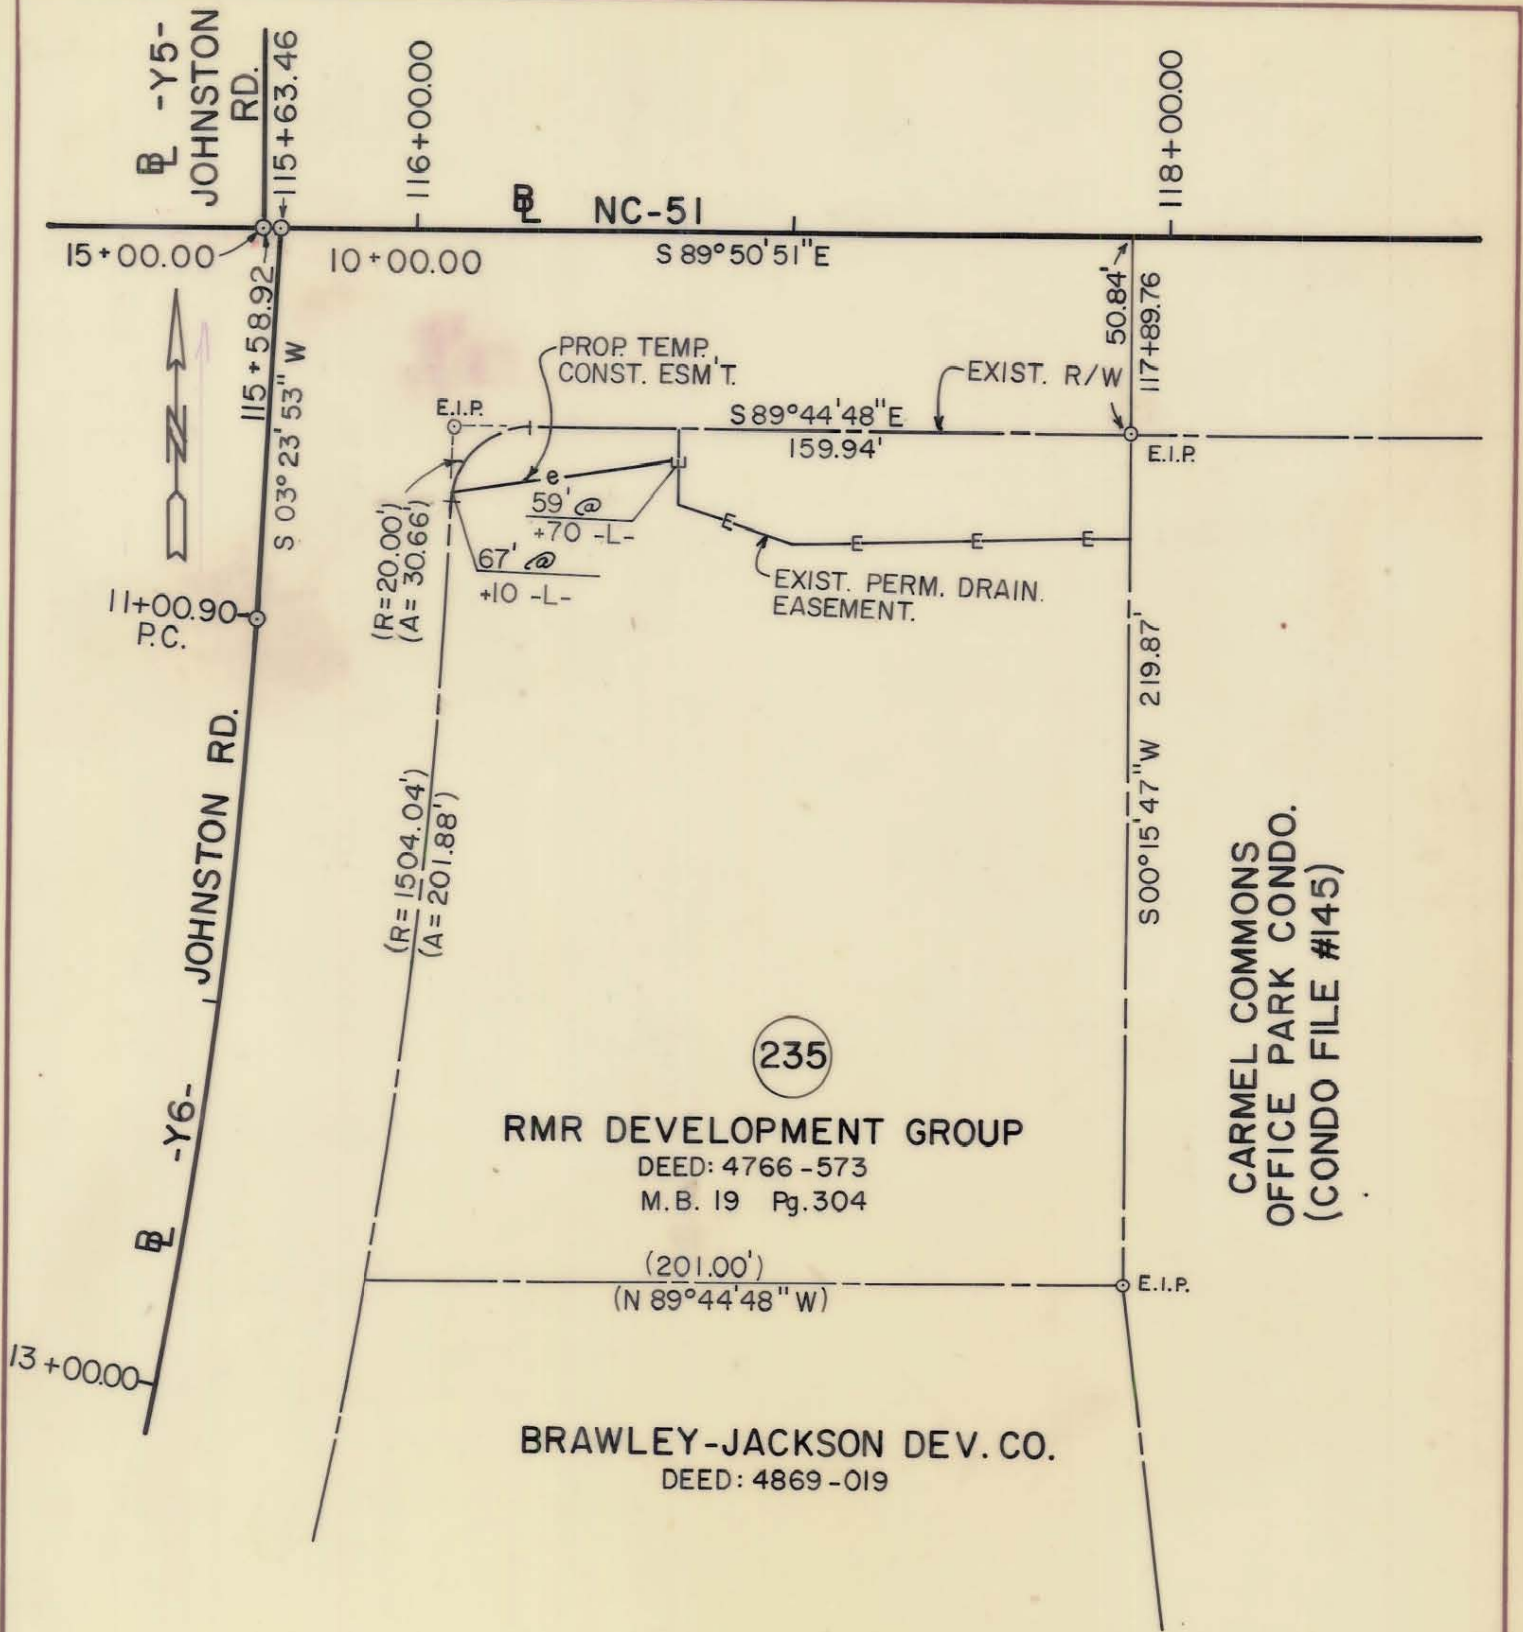 BL -Y5-
JOHNSTON
RD.
115+63.46
116+00.00
118+00.00
BL NC-51
15+00.00
10+00.00
S 89°50'51"E
115+58.92
S 03°23'53" W
50.84'
117+89.76
PROP. TEMP.
CONST. ESM'T.
EXIST. R/W
E.I.P.
S89°44'48"E
159.94'
E.I.P.
e
59' @
+70 -L-
67' @
+10 -L-
(R=20.00')
(A= 30.66')
E
E
E
E
E
EXIST. PERM. DRAIN.
EASEMENT.
11+00.90
P.C.
S00°15'47"W 219.87'
BL -Y6- JOHNSTON RD.
(R=1504.04')
(A=201.88')
CARMEL COMMONS
OFFICE PARK CONDO.
(CONDO FILE #145)
235
RMR DEVELOPMENT GROUP
DEED: 4766-573
M.B. 19 Pg.304
(201.00')
(N 89°44'48" W)
E.I.P.
13+00.00
BRAWLEY-JACKSON DEV. CO.
DEED: 4869-019
N